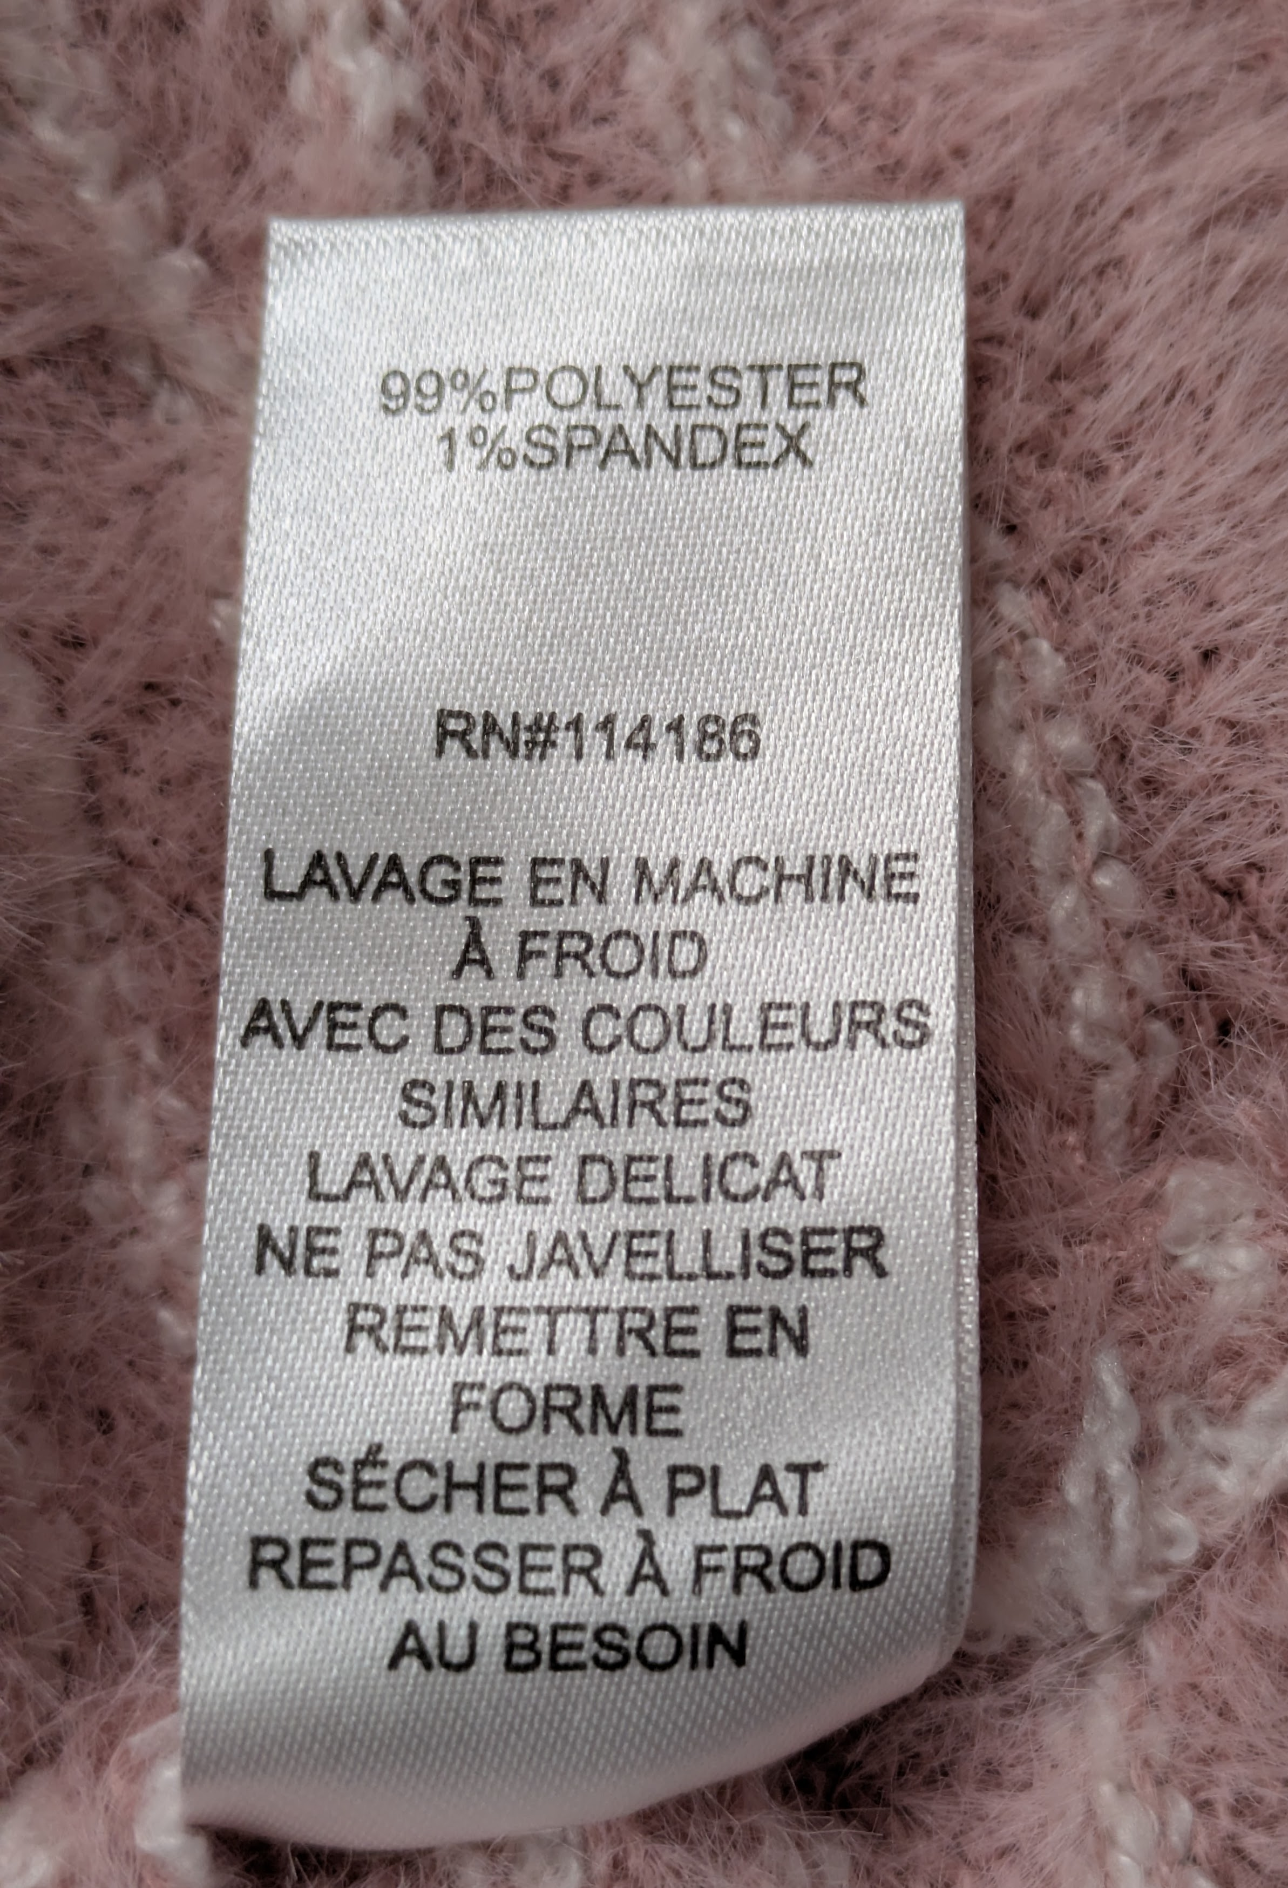 99%POLYESTER
1%SPANDEX
RN#114186
LAVAGE EN MACHINE
À FROID
AVEC DES COULEURS
SIMILAIRES
LAVAGE DELICAT
NE PAS JAVELLISER
REMETTRE EN
FORME
SÉCHER À PLAT
REPASSER À FROID
AU BESOIN